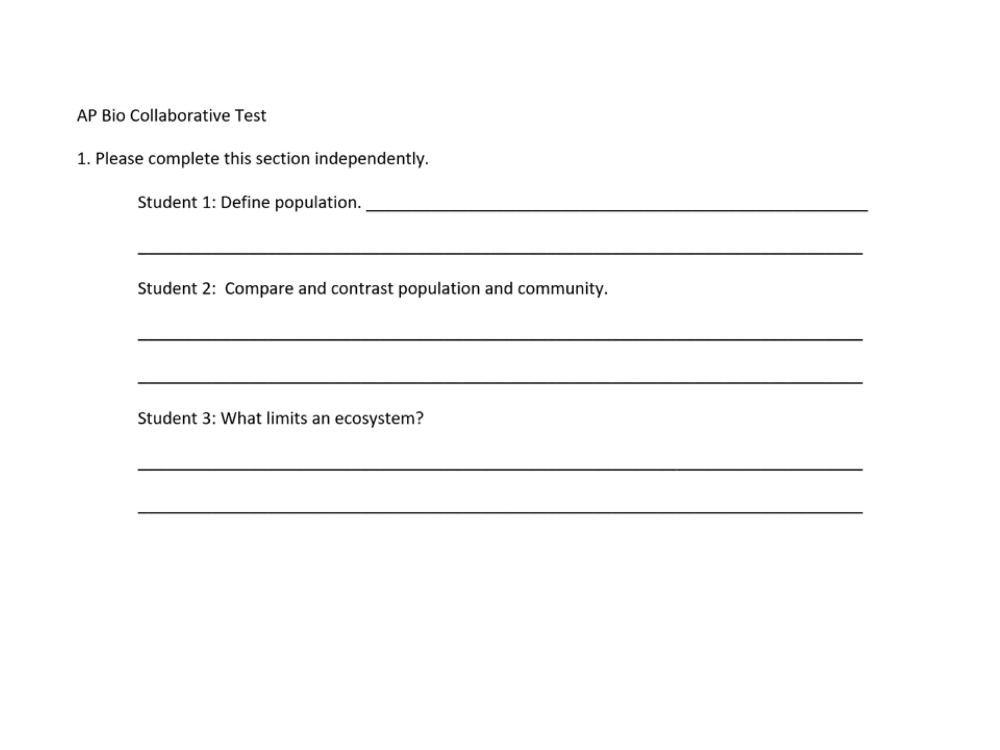 AP Bio Collaborative Test
1. Please complete this section independently.
Student 1: Define population. ___________________________________________________________
Student 2:  Compare and contrast population and community.
Student 3: What limits an ecosystem?